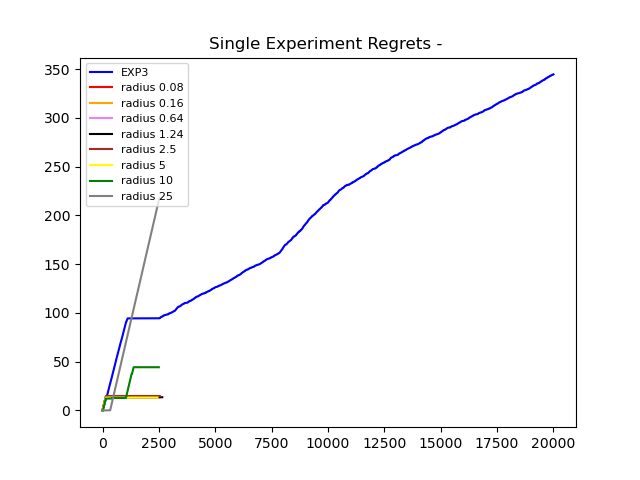 Single Experiment Regrets -
EXP3
radius 0.08
radius 0.16
radius 0.64
radius 1.24
radius 2.5
radius 5
radius 10
radius 25
350
300
250
200
150
100
50
0
0 2500 5000 7500 10000 12500 15000 17500 20000